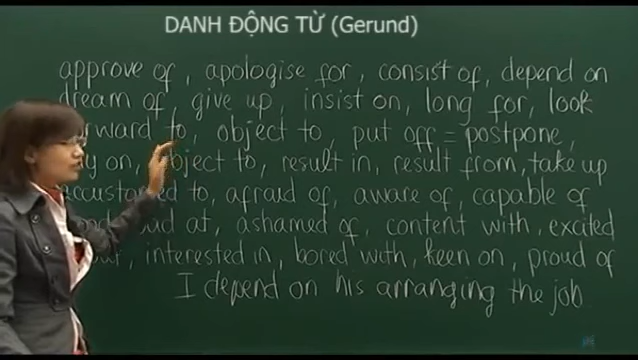 DANH ĐỘNG TỪ (Gerund)
approve of, apologise for, consist of, depend on
dream of, give up, insist on, long for, look
ward to, object to, put off = postpone,
on, object to, result in, result from, take up
accustomed to, afraid of, aware of, capable of
at, ashamed of, content with, excited
interested in, bored with, keen on, proud of
I depend on his arranging the job